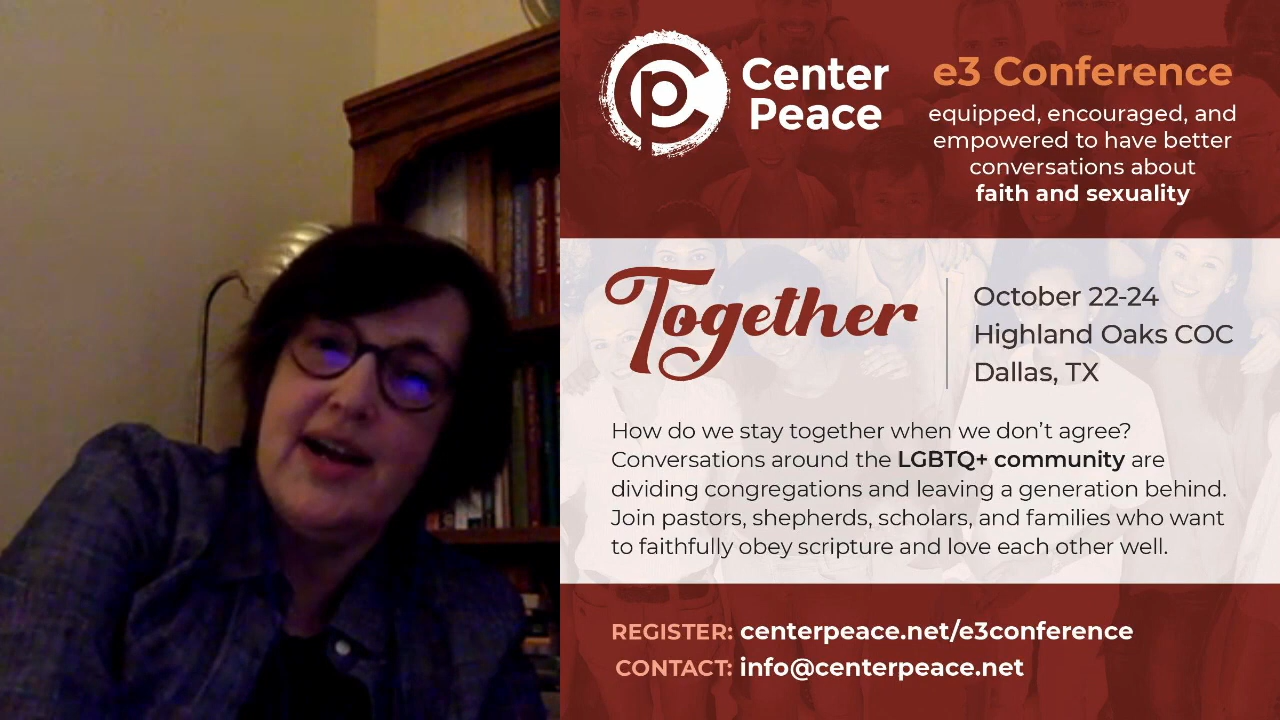 Center
Peace
e3 Conference
equipped, encouraged, and
empowered to have better
conversations about
faith and sexuality
Together
October 22-24
Highland Oaks COC
Dallas, TX
How do we stay together when we don't agree?
Conversations around the LGBTQ+ community are
dividing congregations and leaving a generation behind.
Join pastors, shepherds, scholars, and families who want
to faithfully obey scripture and love each other well.
REGISTER: centerpeace.net/e3conference
CONTACT: info@centerpeace.net